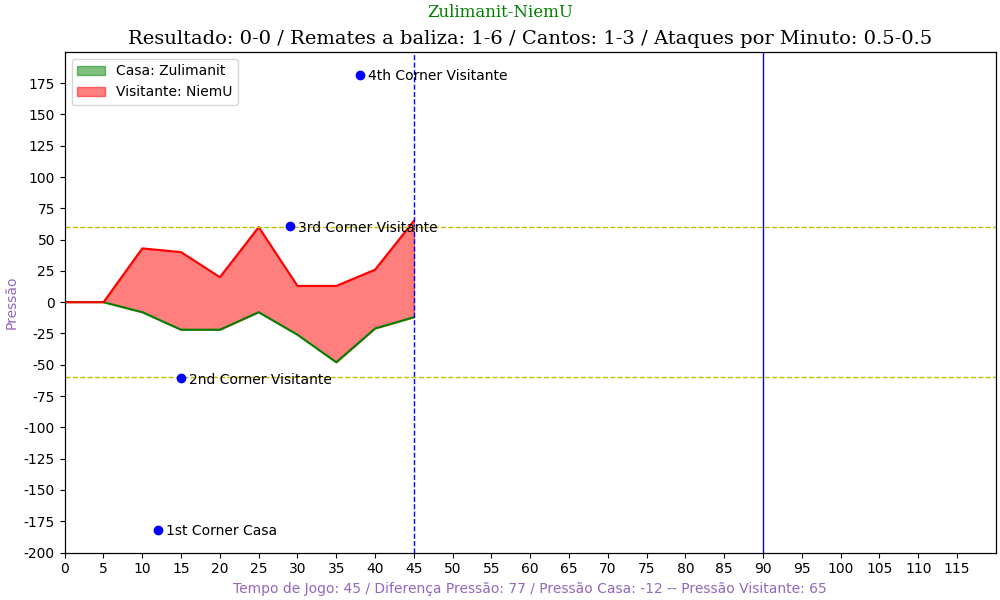 Zulimanit-NiemU
Resultado: 0-0 / Remates a baliza: 1-6 / Cantos: 1-3 / Ataques por Minuto: 0.5-0.5
Casa: Zulimanit
Visitante: NiemU
4th Corner Visitante
3rd Corner Visitante
2nd Corner Visitante
1st Corner Casa
Pressão
175
150
125
100
75
50
25
0
-25
-50
-75
-100
-125
-150
-175
-200
0 5 10 15 20 25 30 35 40 45 50 55 60 65 70 75 80 85 90 95 100 105 110 115
Tempo de Jogo: 45 / Diferença Pressão: 77 / Pressão Casa: -12 -- Pressão Visitante: 65